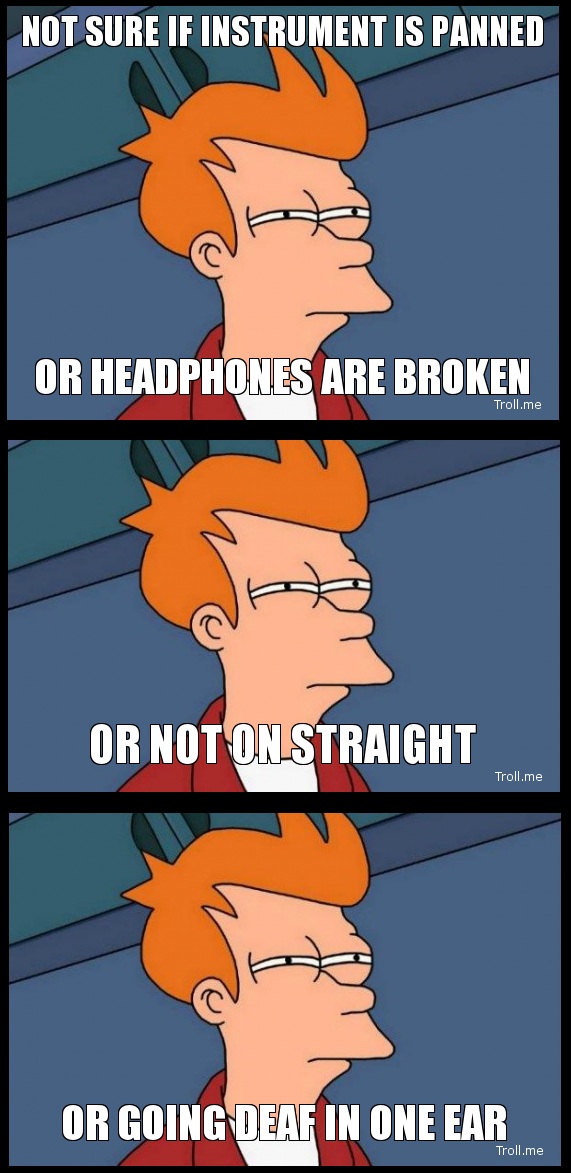 NOT SURE IF INSTRUMENT IS PANNED
OR HEADPHONES ARE BROKEN
Troll.me
OR NOT ON STRAIGHT
Troll.me
OR GOING DEAF IN ONE EAR
Troll.me